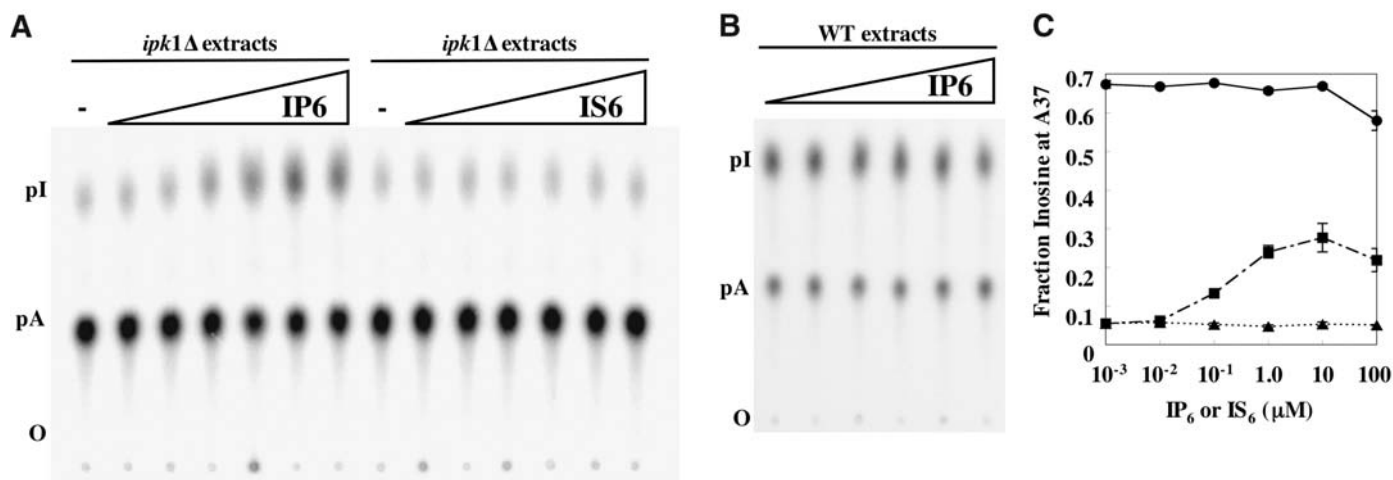 A
ipk1Δ extracts
ipk1Δ extracts
-
IP6
-
IS6
pI
pA
O
B
WT extracts
IP6
pI
pA
O
C
Fraction Inosine at A37
0.7
0.6
0.5
0.4
0.3
0.2
0.1
0
10⁻³ 10⁻² 10⁻¹ 1.0 10 100
IP₆ or IS₆ (μM)